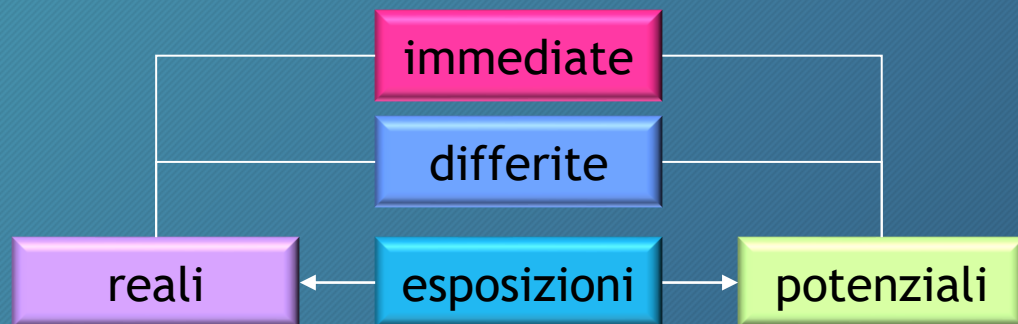 immediate
differite
reali
esposizioni
potenziali